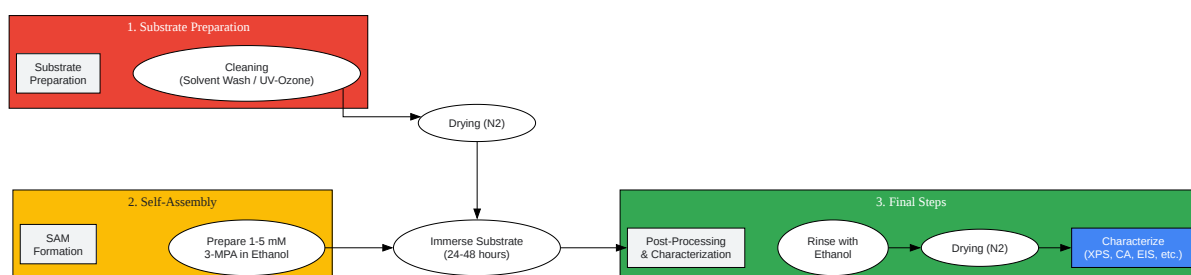 1. Substrate Preparation
Substrate
Preparation
Cleaning
(Solvent Wash / UV-Ozone)
Drying (N2)
2. Self-Assembly
SAM
Formation
Prepare 1-5 mM
3-MPA in Ethanol
Immerse Substrate
(24-48 hours)
3. Final Steps
Post-Processing
& Characterization
Rinse with
Ethanol
Drying (N2)
Characterize
(XPS, CA, EIS, etc.)